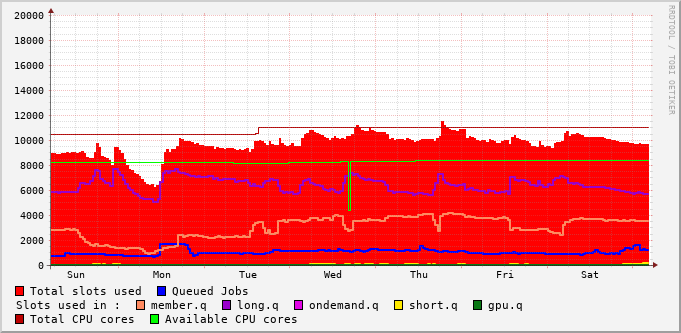 20000
18000
16000
14000
12000
10000
8000
6000
4000
2000
0
Sun Mon Tue Wed Thu Fri Sat
RRDTOOL / TOBI OETIKER
Total slots used Queued Jobs
Slots used in : member.q long.q ondemand.q short.q gpu.q
Total CPU cores
Available CPU cores